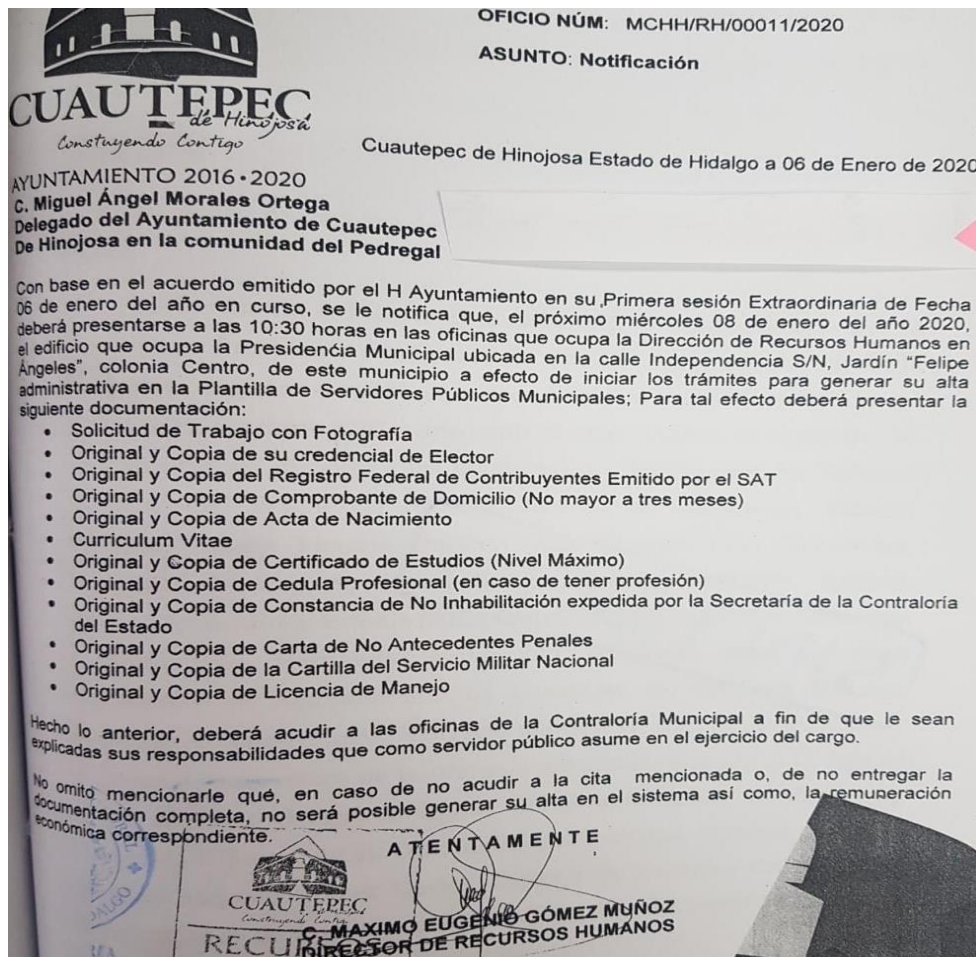 OFICIO NÚM: MCHH/RH/00011/2020
ASUNTO: Notificación
CUAUTEPEC
de Hinojosa
Construyendo Contigo
Cuautepec de Hinojosa Estado de Hidalgo a 06 de Enero de 2020
AYUNTAMIENTO 2016 • 2020
C. Miguel Ángel Morales Ortega
Delegado del Ayuntamiento de Cuautepec
De Hinojosa en la comunidad del Pedregal
Con base en el acuerdo emitido por el H Ayuntamiento en su Primera sesión Extraordinaria de Fecha
06 de enero del año en curso, se le notifica que, el próximo miércoles 08 de enero del año 2020,
deberá presentarse a las 10:30 horas en las oficinas que ocupa la Dirección de Recursos Humanos en
el edificio que ocupa la Presidencia Municipal ubicada en la calle Independencia S/N, Jardín "Felipe
Ángeles", colonia Centro, de este municipio a efecto de iniciar los trámites para generar su alta
administrativa en la Plantilla de Servidores Públicos Municipales; Para tal efecto deberá presentar la
siguiente documentación:
• Solicitud de Trabajo con Fotografía
• Original y Copia de su credencial de Elector
• Original y Copia del Registro Federal de Contribuyentes Emitido por el SAT
• Original y Copia de Comprobante de Domicilio (No mayor a tres meses)
• Original y Copia de Acta de Nacimiento
• Curriculum Vitae
• Original y Copia de Certificado de Estudios (Nivel Máximo)
• Original y Copia de Cedula Profesional (en caso de tener profesión)
• Original y Copia de Constancia de No Inhabilitación expedida por la Secretaría de la Contraloría
del Estado
• Original y Copia de Carta de No Antecedentes Penales
• Original y Copia de la Cartilla del Servicio Militar Nacional
• Original y Copia de Licencia de Manejo
Hecho lo anterior, deberá acudir a las oficinas de la Contraloría Municipal a fin de que le sean
explicadas sus responsabilidades que como servidor público asume en el ejercicio del cargo.
No omito mencionarle qué, en caso de no acudir a la cita mencionada o, de no entregar la
documentación completa, no será posible generar su alta en el sistema así como, la remuneración
económica correspondiente.
ATENTAMENTE
CUAUTEPEC
Construyendo Contigo
C. MAXIMO EUGENIO GÓMEZ MUÑOZ
DIRECTOR DE RECURSOS HUMANOS